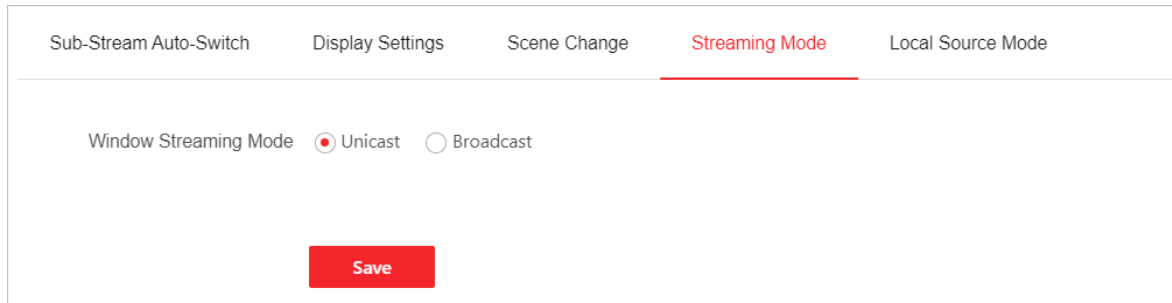 Sub-Stream Auto-Switch Display Settings Scene Change Streaming Mode Local Source Mode
Window Streaming Mode Unicast Broadcast
Save